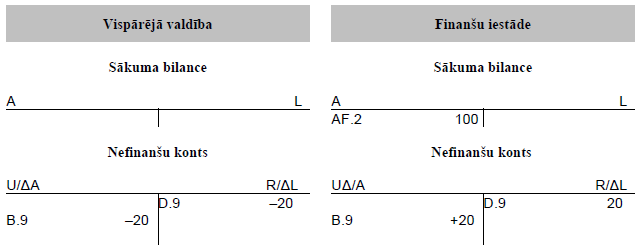 Vispārējā valdība
Sākuma bilance
A L
Nefinanšu konts
U/ΔA R/ΔL
D.9 –20
B.9 –20
Finanšu iestāde
Sākuma bilance
A L
AF.2 100
Nefinanšu konts
UΔ/A R/ΔL
D.9 20
B.9 +20